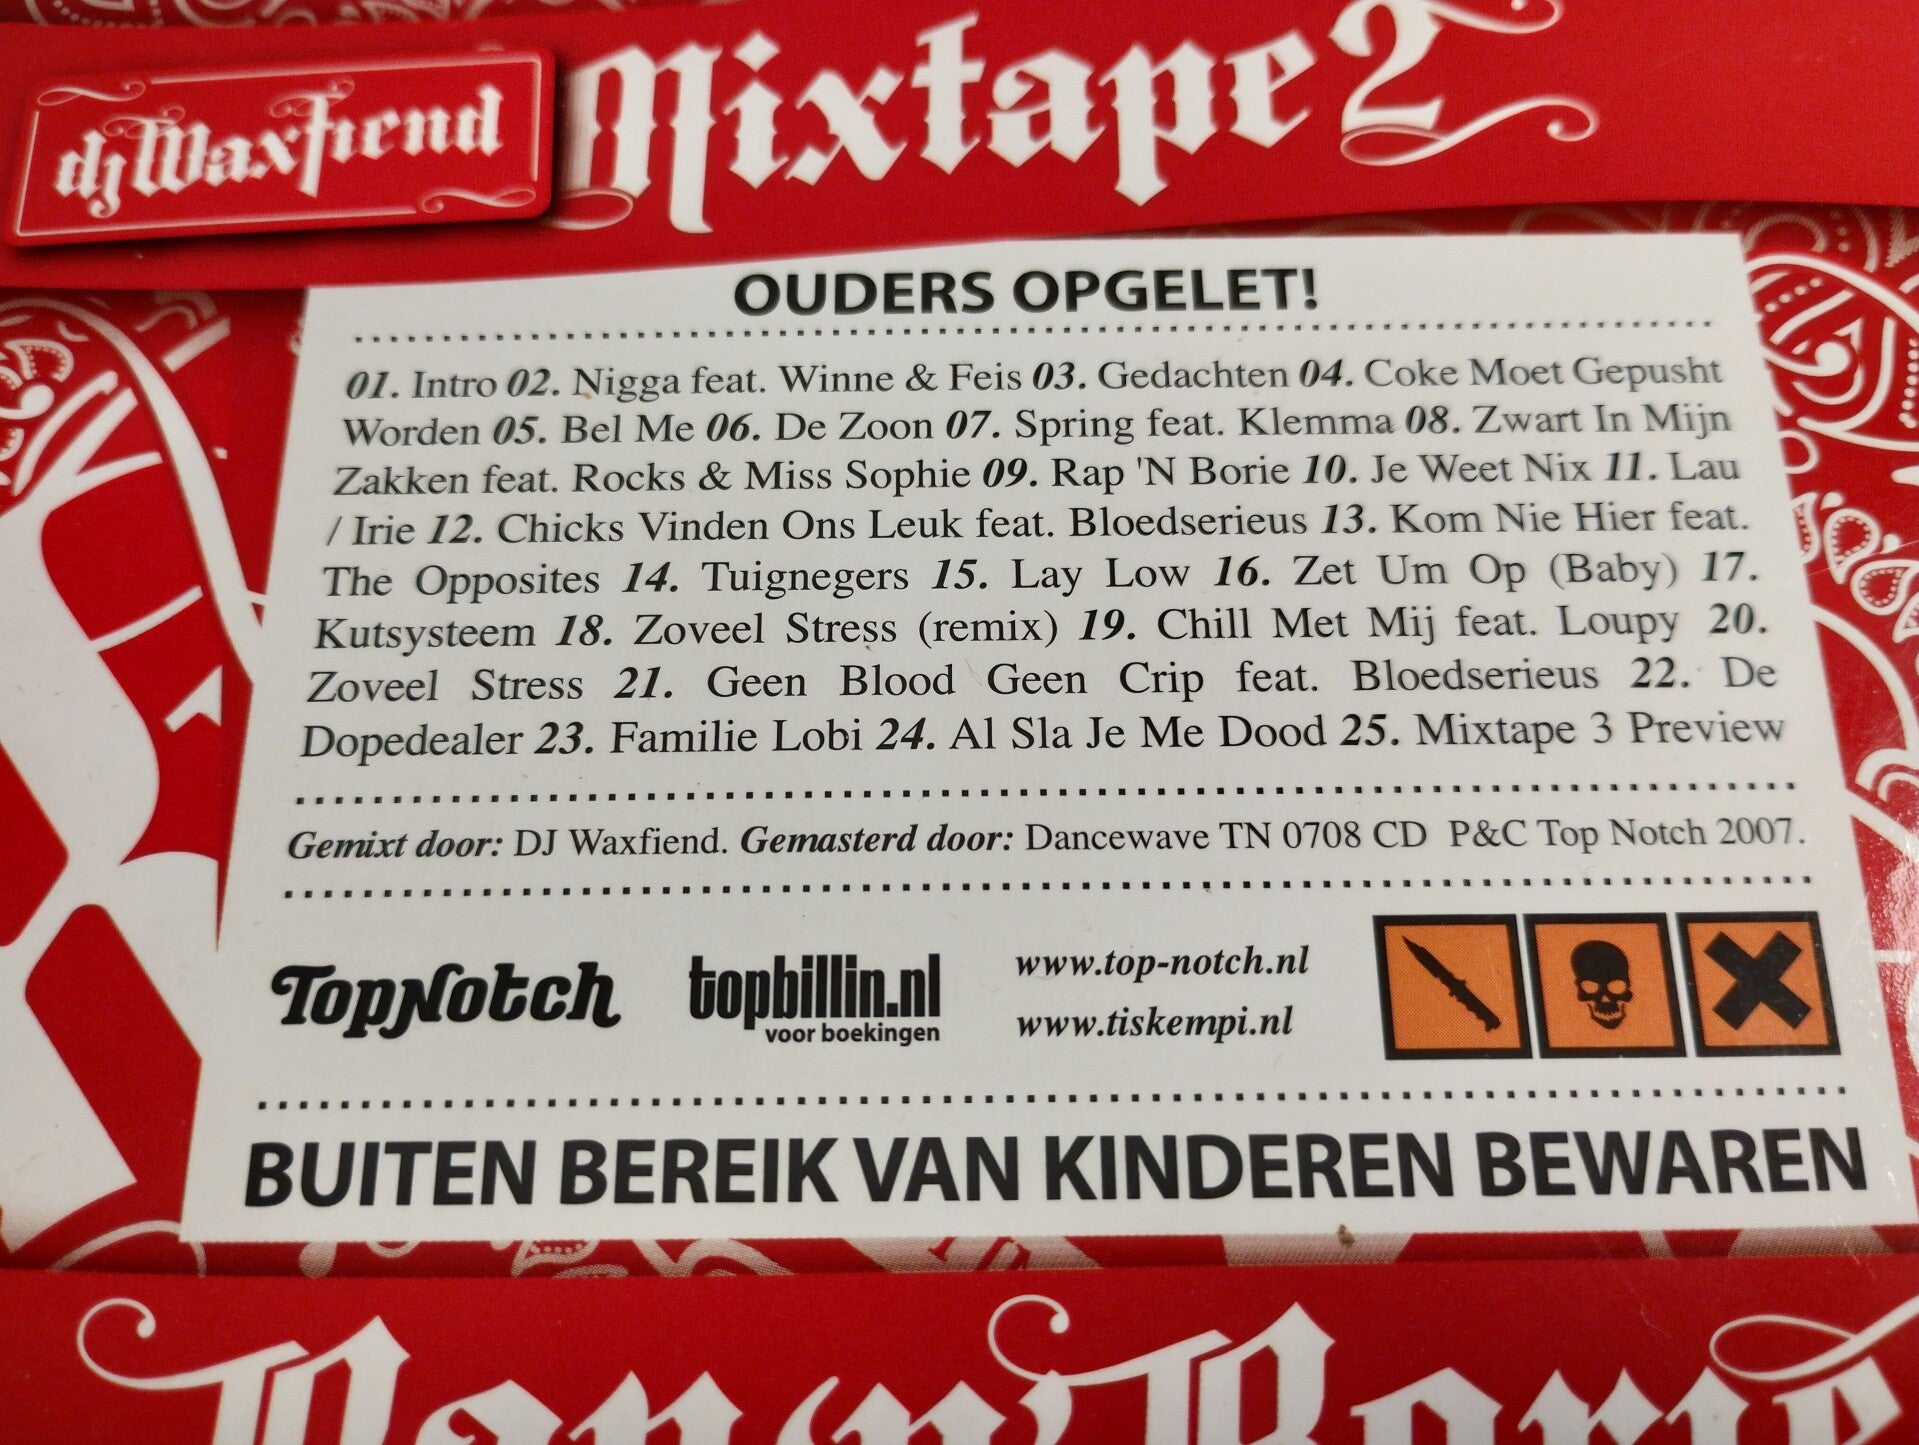 dj Waxfiend
Mixtape 2
OUDERS OPGELET!
01. Intro 02. Nigga feat. Winne & Feis 03. Gedachten 04. Coke Moet Gepusht
Worden 05. Bel Me 06. De Zoon 07. Spring feat. Klemma 08. Zwart In Mijn
Zakken feat. Rocks & Miss Sophie 09. Rap 'N Borie 10. Je Weet Nix 11. Lau
/ Irie 12. Chicks Vinden Ons Leuk feat. Bloedserieus 13. Kom Nie Hier feat.
The Opposites 14. Tuignegers 15. Lay Low 16. Zet Um Op (Baby) 17.
Kutsysteem 18. Zoveel Stress (remix) 19. Chill Met Mij feat. Loupy 20.
Zoveel Stress 21. Geen Blood Geen Crip feat. Bloedserieus 22. De
Dopedealer 23. Familie Lobi 24. Al Sla Je Me Dood 25. Mixtape 3 Preview
Gemixt door: DJ Waxfiend. Gemasterd door: Dancewave TN 0708 CD P&C Top Notch 2007.
TopNotch
topbillin.nl
voor boekingen
www.top-notch.nl
www.tiskempi.nl
BUITEN BEREIK VAN KINDEREN BEWAREN
Rap 'n' Borie